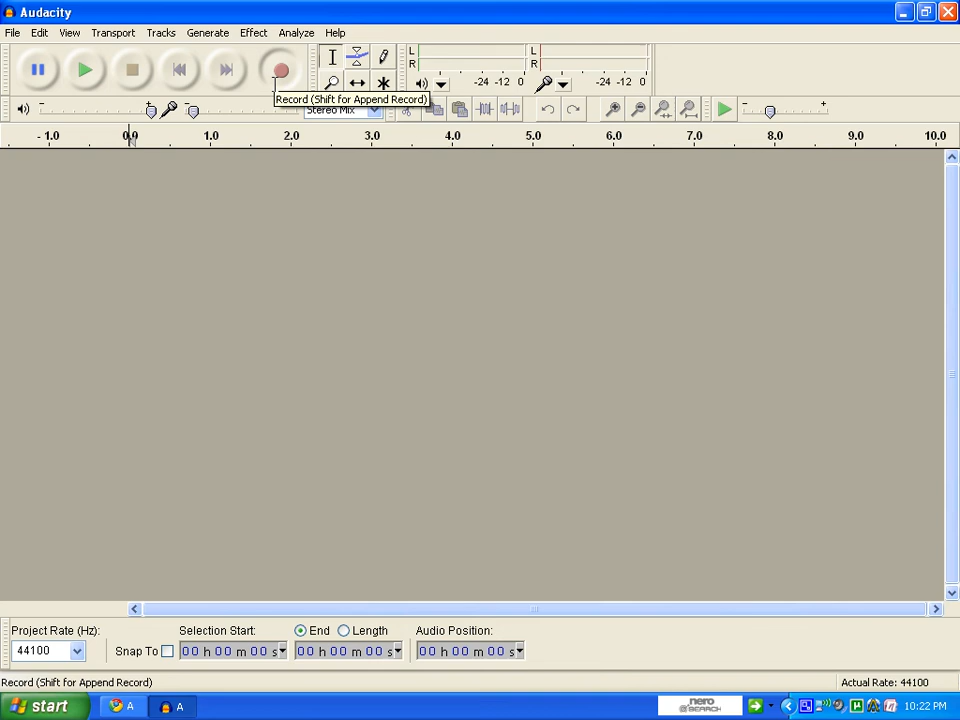 Audacity
File Edit View Transport Tracks Generate Effect Analyze Help
L
R
-24 -12 0
L
R
-24 -12 0
Record (Shift for Append Record)
Stereo Mix
- + - +
- 1.0 0.0 1.0 2.0 3.0 4.0 5.0 6.0 7.0 8.0 9.0 10.0
Project Rate (Hz): Selection Start: End Length Audio Position:
44100 Snap To 00 h 00 m 00 s 00 h 00 m 00 s 00 h 00 m 00 s
Record (Shift for Append Record) Actual Rate: 44100
start A A nero SEARCH 10:22 PM